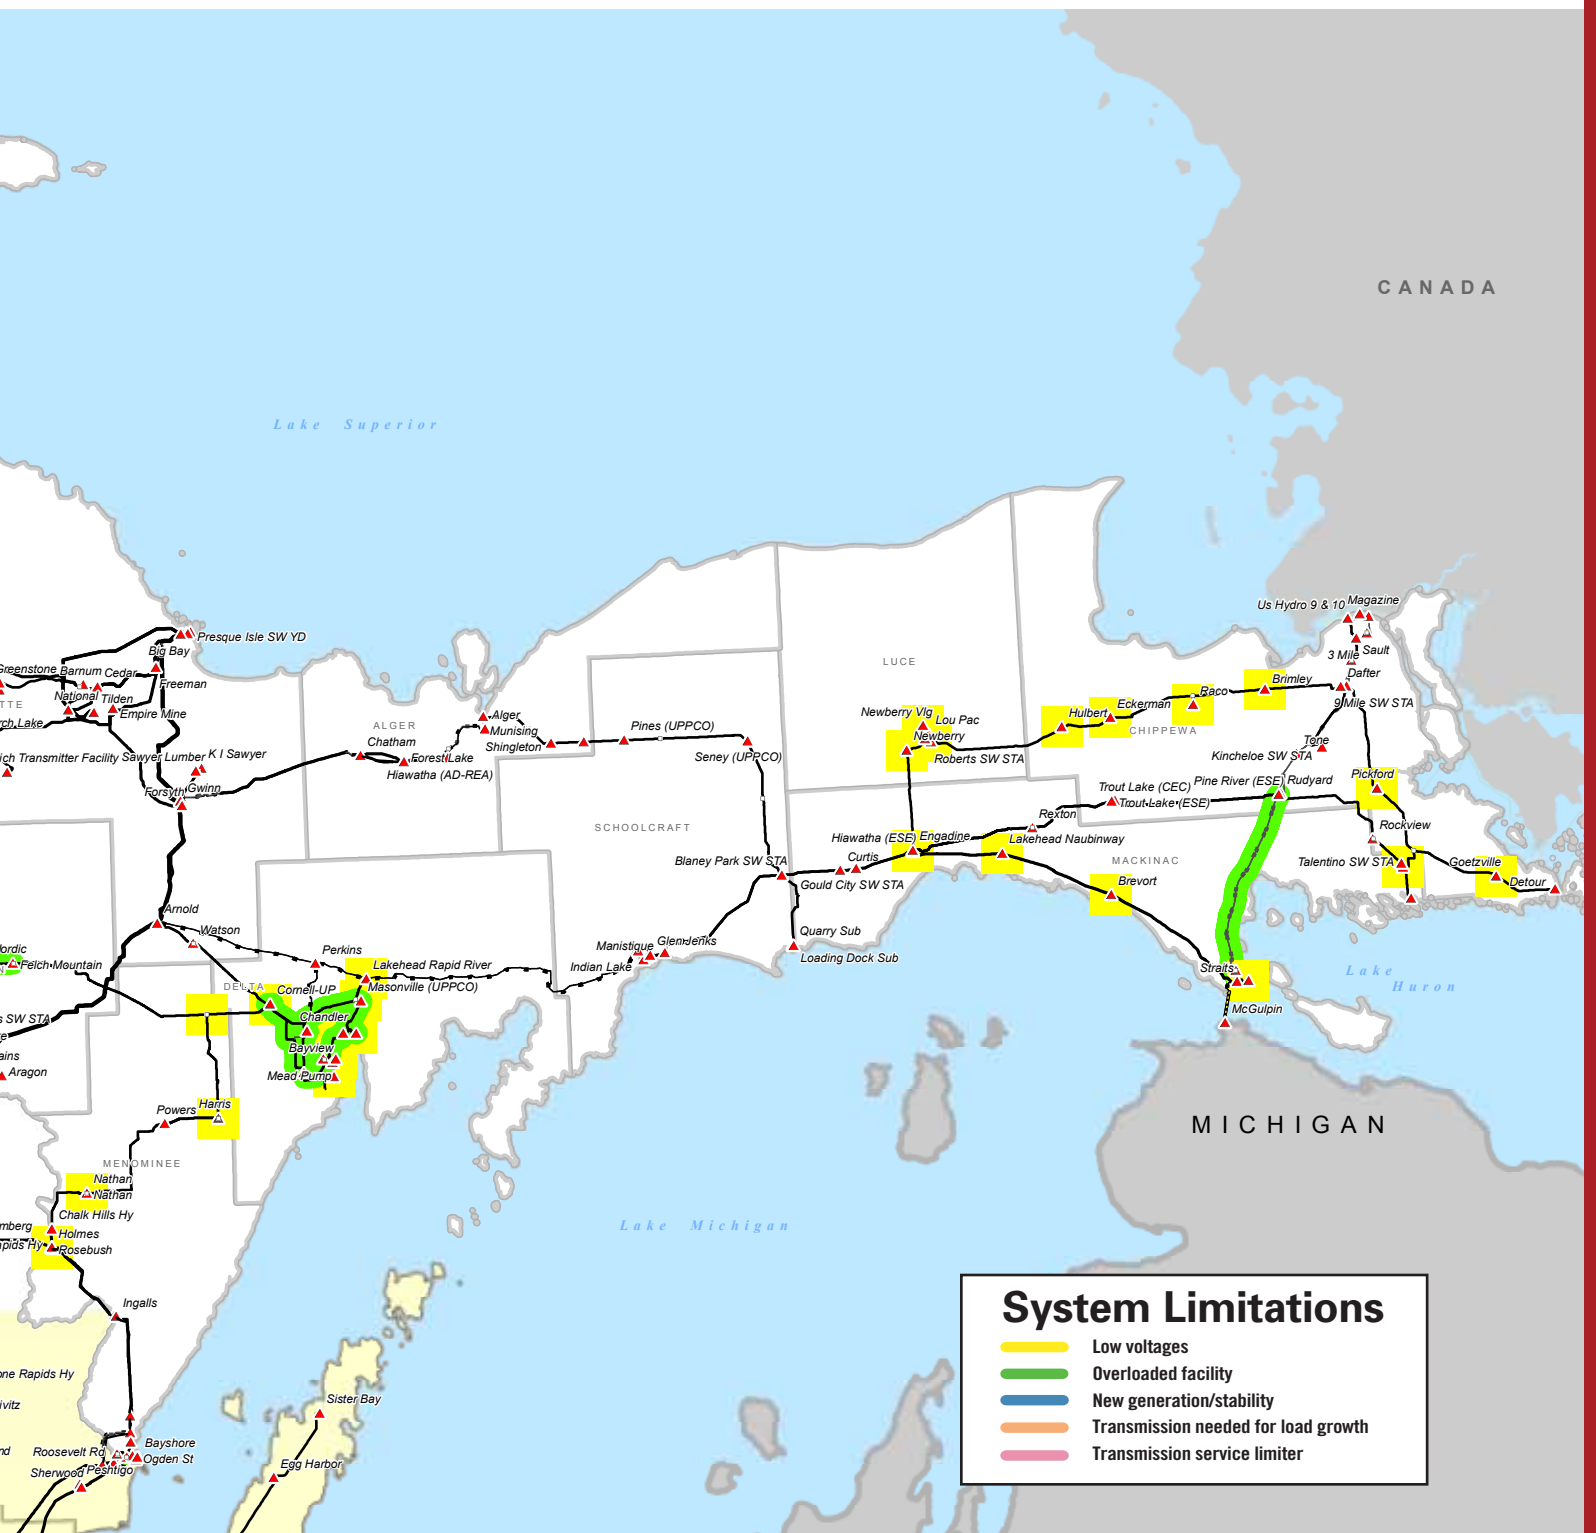 CANADA
Lake Superior
Us Hydro 9 & 10
Magazine
Sault
3 Mile
Dafter
9 Mile SW STA
Presque Isle SW YD
Big Bay
Greenstone
Barnum
Cedar
Freeman
National
Tilden
Empire Mine
LUCE
Newberry Vlg
Lou Pac
Newberry
Roberts SW STA
Hulbert
Eckerman
Raco
Brimley
CHIPPEWA
Kincheloe SW STA
Tone
ALGER
Chatham
Alger
Munising
Shingleton
Forest Lake
Hiawatha (AD-REA)
Pines (UPPCO)
Seney (UPPCO)
Transmitter Facility
Sawyer Lumber
K I Sawyer
Forsyth
Gwinn
Trout Lake (CEC)
Trout Lake (ESE)
Pine River (ESE)
Rudyard
Pickford
Rexton
Rockview
SCHOOLCRAFT
Hiawatha (ESE)
Engadine
Lakehead Naubinway
MACKINAC
Talentino SW STA
Goetzville
Detour
Blaney Park SW STA
Curtis
Gould City SW STA
Brevort
Arnold
Watson
Quarry Sub
Loading Dock Sub
Manistique
Glen Jenks
Indian Lake
Perkins
Lakehead Rapid River
Masonville (UPPCO)
Felch Mountain
DELTA
Cornell-UP
Chandler
Bayview
Mead Pump
Straits
McGulpin
Lake
Huron
SW STA
Aragon
Powers
Harris
MICHIGAN
MENOMINEE
Nathan
Nathan
Chalk Hills Hy
Holmes
Rosebush
Lake Michigan
Ingalls
Rapids Hy
Sister Bay
Egg Harbor
Bayshore
Roosevelt Rd
Ogden St
Sherwood
Peshtigo
System Limitations
Low voltages
Overloaded facility
New generation/stability
Transmission needed for load growth
Transmission service limiter